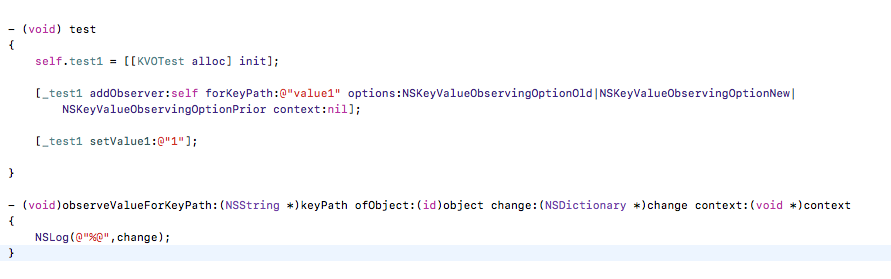 - (void) test
{
    self.test1 = [[KVOTest alloc] init];
    [_test1 addObserver:self forKeyPath:@"value1" options:NSKeyValueObservingOptionOld|NSKeyValueObservingOptionNew|
        NSKeyValueObservingOptionPrior context:nil];
    [_test1 setValue1:@"1"];
}
- (void)observeValueForKeyPath:(NSString *)keyPath ofObject:(id)object change:(NSDictionary *)change context:(void *)context
{
    NSLog(@"%@",change);
}